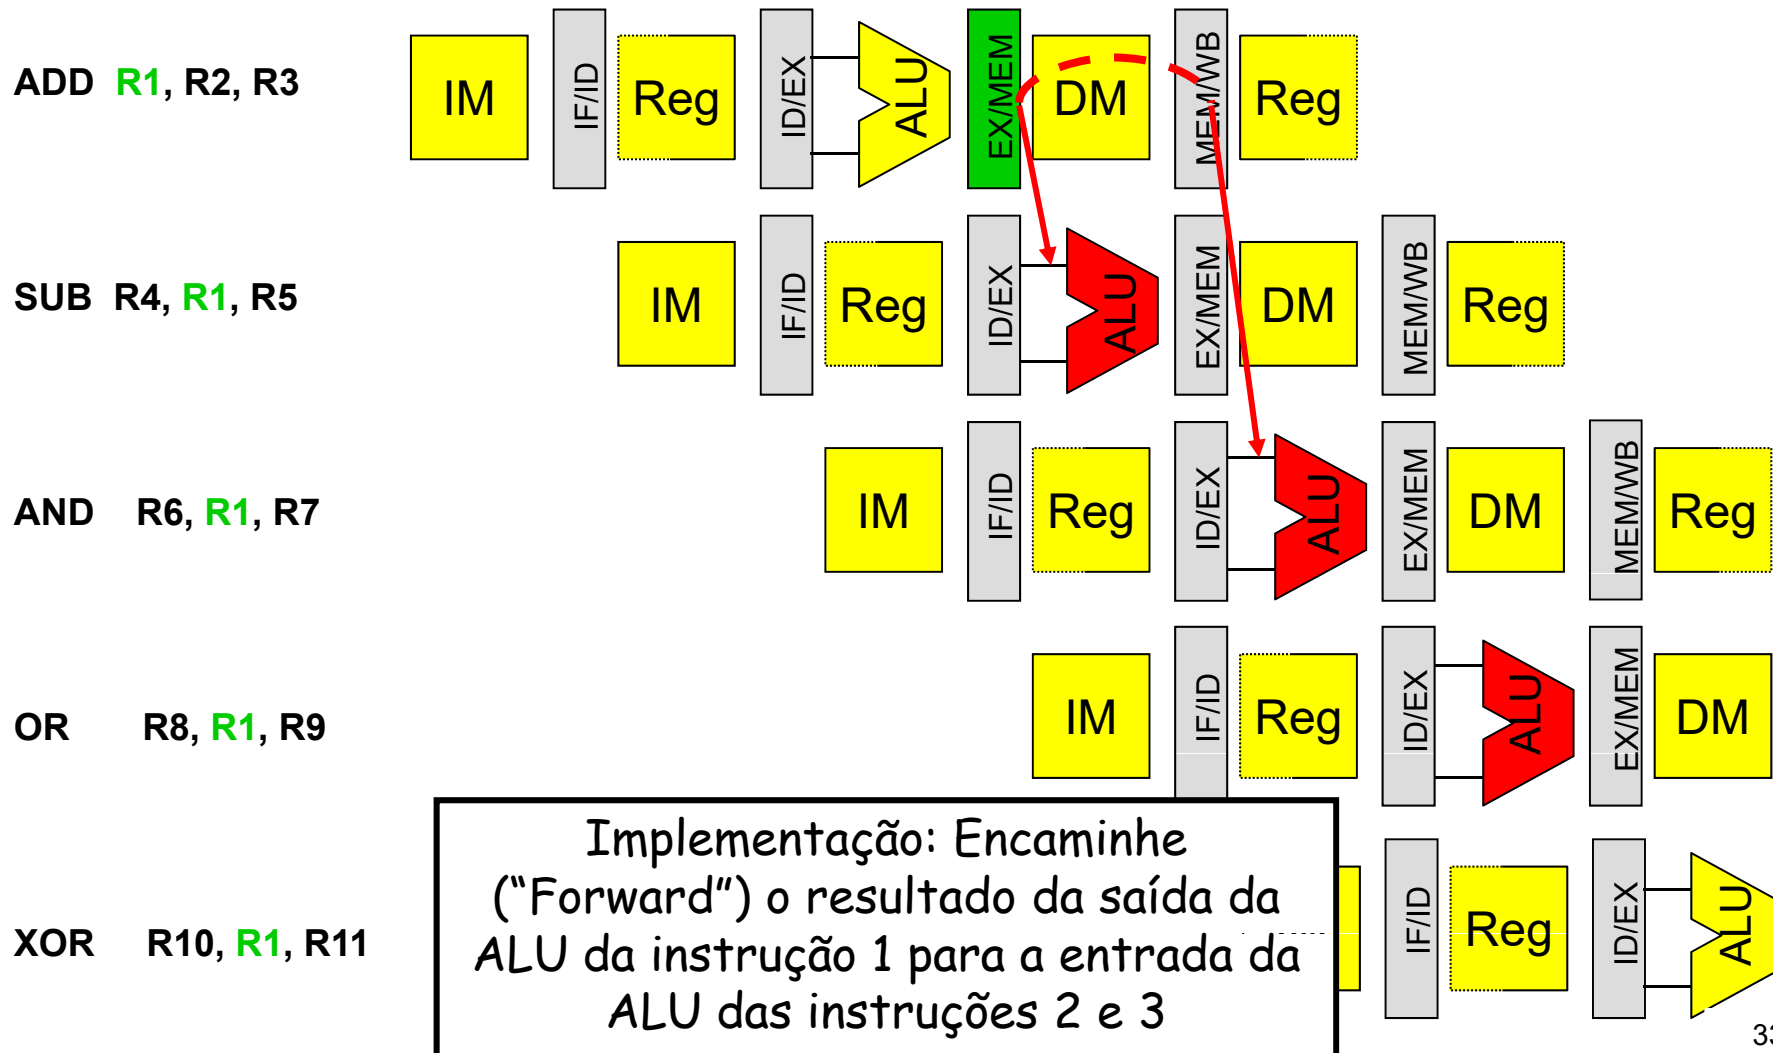 ADD R1, R2, R3
IM IF/ID Reg ID/EX ALU EX/MEM DM MEM/WB Reg
SUB R4, R1, R5
IM IF/ID Reg ID/EX ALU EX/MEM DM MEM/WB Reg
AND R6, R1, R7
IM IF/ID Reg ID/EX ALU EX/MEM DM MEM/WB Reg
OR R8, R1, R9
IM IF/ID Reg ID/EX ALU EX/MEM DM
XOR R10, R1, R11
IF/ID Reg ID/EX ALU
Implementação: Encaminhe
(“Forward”) o resultado da saída da
ALU da instrução 1 para a entrada da
ALU das instruções 2 e 3